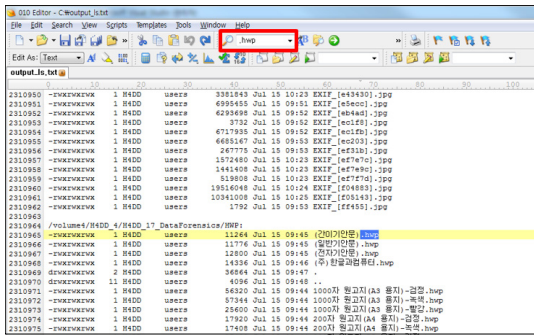 010 Editor - C:₩output_ls.txt
File Edit Search View Scripts Templates Tools Window Help
.hwp
Edit As: Text
output_ls.txt
0 10 20 30 40 50 60 70 80 90 100
2310950 -rwxrwxrwx 1 H4DD users 3381843 Jul 15 10:23 EXIF_[e43430].jpg
2310951 -rwxrwxrwx 1 H4DD users 6995455 Jul 15 09:51 EXIF_[e5ecc].jpg
2310952 -rwxrwxrwx 1 H4DD users 6293698 Jul 15 09:52 EXIF_[eb4ad].jpg
2310953 -rwxrwxrwx 1 H4DD users 3732 Jul 15 09:52 EXIF_[ec1f8].jpg
2310954 -rwxrwxrwx 1 H4DD users 6717935 Jul 15 09:52 EXIF_[ec1fb].jpg
2310955 -rwxrwxrwx 1 H4DD users 6685167 Jul 15 09:53 EXIF_[ec203].jpg
2310956 -rwxrwxrwx 1 H4DD users 267775 Jul 15 09:53 EXIF_[ef31b].jpg
2310957 -rwxrwxrwx 1 H4DD users 1572480 Jul 15 10:23 EXIF_[ef7e7c].jpg
2310958 -rwxrwxrwx 1 H4DD users 1441408 Jul 15 10:23 EXIF_[ef7e9c].jpg
2310959 -rwxrwxrwx 1 H4DD users 519808 Jul 15 10:23 EXIF_[ef7f7d].jpg
2310960 -rwxrwxrwx 1 H4DD users 19516048 Jul 15 10:24 EXIF_[f04883].jpg
2310961 -rwxrwxrwx 1 H4DD users 10341008 Jul 15 10:25 EXIF_[f05143].jpg
2310962 -rwxrwxrwx 1 H4DD users 1792 Jul 15 09:53 EXIF_[ff455].jpg
2310963
2310964 /volume4/H4DD_4/H4DD_17_DataForensics/HWP:
2310965 -rwxrwxrwx 1 H4DD users 11264 Jul 15 09:45 (간이기안문).hwp
2310966 -rwxrwxrwx 1 H4DD users 11776 Jul 15 09:45 (일반기안문).hwp
2310967 -rwxrwxrwx 1 H4DD users 12800 Jul 15 09:45 (전자기안문).hwp
2310968 -rwxrwxrwx 1 H4DD users 14336 Jul 15 09:46 (주)한글과컴퓨터.hwp
2310969 drwxrwxrwx 2 H4DD users 36864 Jul 15 09:47 .
2310970 drwxrwxrwx 11 H4DD users 4096 Jul 15 09:48 ..
2310971 -rwxrwxrwx 1 H4DD users 56320 Jul 15 09:44 1000자 원고지(A3 용지)-검정.hwp
2310972 -rwxrwxrwx 1 H4DD users 57344 Jul 15 09:44 1000자 원고지(A3 용지)-녹색.hwp
2310973 -rwxrwxrwx 1 H4DD users 25600 Jul 15 09:44 1000자 원고지(A3 용지)-빨강.hwp
2310974 -rwxrwxrwx 1 H4DD users 17920 Jul 15 09:44 200자 원고지(A4 용지)-검정.hwp
2310975 -rwxrwxrwx 1 H4DD users 17408 Jul 15 09:44 200자 원고지(A4 용지)-녹색.hwp